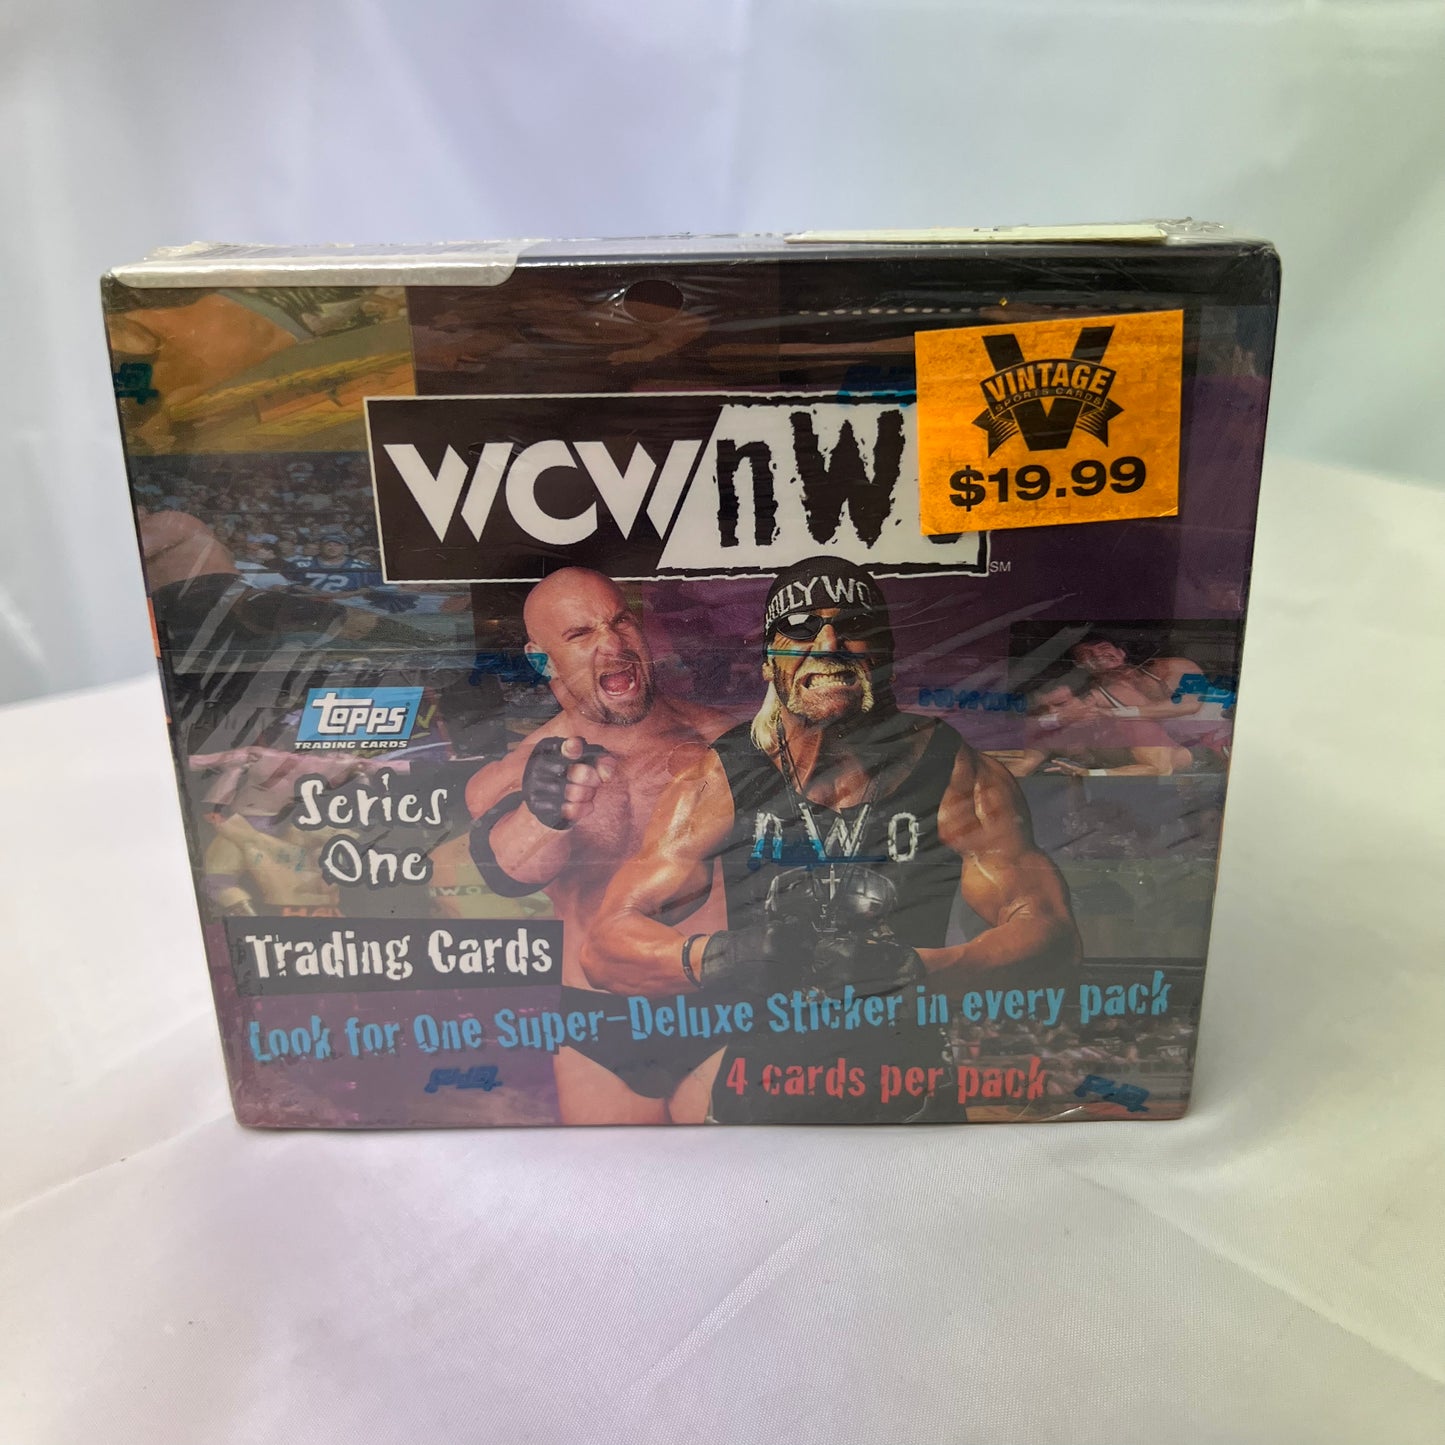 VINTAGE
SPORTS CARDS
$19.99
WCW/nW
SM
HOLLYWO
72
topps
TRADING CARDS
Series
One
nWo
Trading Cards
Look for One Super-Deluxe Sticker in every pack
4 cards per pack